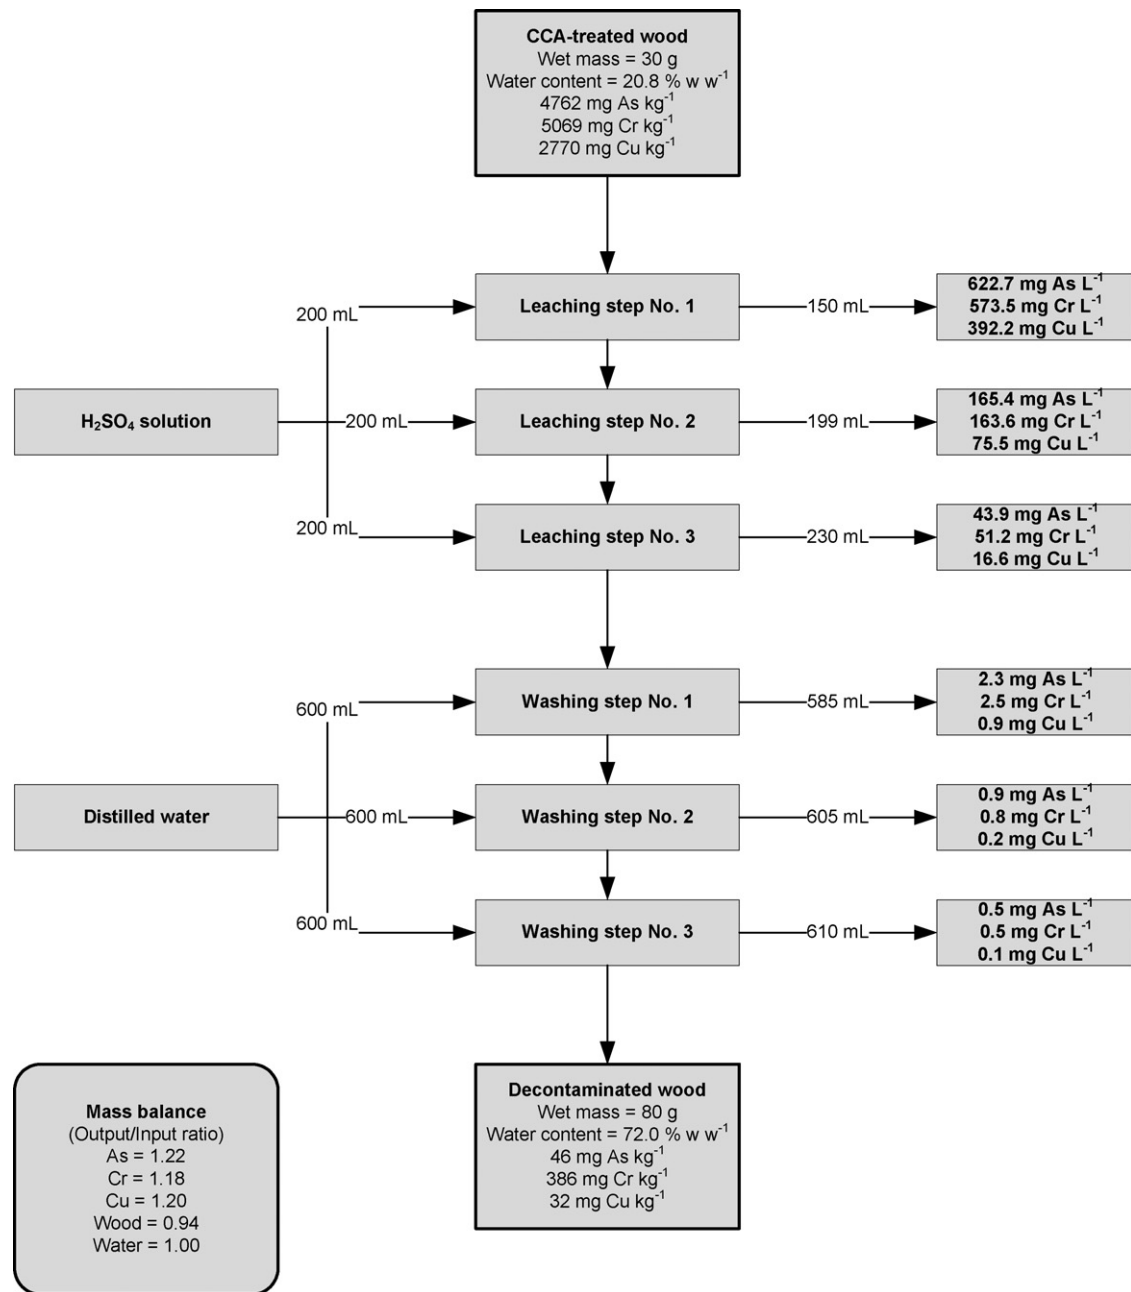 CCA-treated wood
Wet mass = 30 g
Water content = 20.8 % w w⁻¹
4762 mg As kg⁻¹
5069 mg Cr kg⁻¹
2770 mg Cu kg⁻¹
200 mL
Leaching step No. 1
150 mL
622.7 mg As L⁻¹
573.5 mg Cr L⁻¹
392.2 mg Cu L⁻¹
H₂SO₄ solution
200 mL
Leaching step No. 2
199 mL
165.4 mg As L⁻¹
163.6 mg Cr L⁻¹
75.5 mg Cu L⁻¹
200 mL
Leaching step No. 3
230 mL
43.9 mg As L⁻¹
51.2 mg Cr L⁻¹
16.6 mg Cu L⁻¹
600 mL
Washing step No. 1
585 mL
2.3 mg As L⁻¹
2.5 mg Cr L⁻¹
0.9 mg Cu L⁻¹
Distilled water
600 mL
Washing step No. 2
605 mL
0.9 mg As L⁻¹
0.8 mg Cr L⁻¹
0.2 mg Cu L⁻¹
600 mL
Washing step No. 3
610 mL
0.5 mg As L⁻¹
0.5 mg Cr L⁻¹
0.1 mg Cu L⁻¹
Mass balance
(Output/Input ratio)
As = 1.22
Cr = 1.18
Cu = 1.20
Wood = 0.94
Water = 1.00
Decontaminated wood
Wet mass = 80 g
Water content = 72.0 % w w⁻¹
46 mg As kg⁻¹
386 mg Cr kg⁻¹
32 mg Cu kg⁻¹